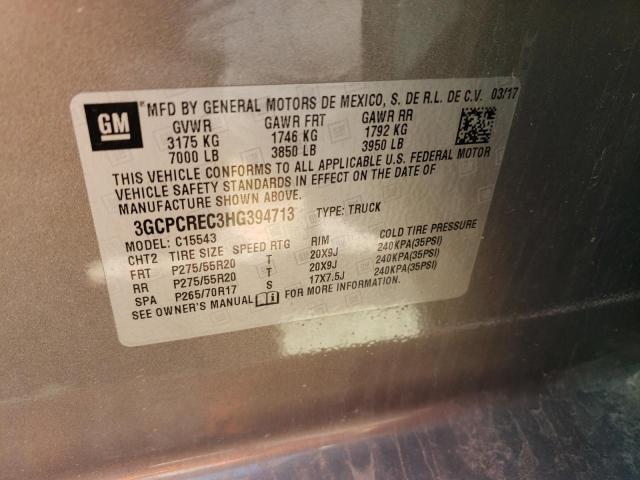 GM
*MFD BY GENERAL MOTORS DE MEXICO, S. DE R.L. DE C.V. 03/17
GVWR GAWR FRT GAWR RR
3175 KG 1746 KG 1792 KG
7000 LB 3850 LB 3950 LB
THIS VEHICLE CONFORMS TO ALL APPLICABLE U.S. FEDERAL MOTOR
VEHICLE SAFETY STANDARDS IN EFFECT ON THE DATE OF
MANUFACTURE SHOWN ABOVE.
3GCPCREC3HG394713 TYPE: TRUCK
MODEL: C15543
CHT2 TIRE SIZE SPEED RTG RIM COLD TIRE PRESSURE
FRT P275/55R20 T 20X9J 240KPA(35PSI)
RR P275/55R20 T 20X9J 240KPA(35PSI)
SPA P265/70R17 S 17X7.5J 240KPA(35PSI)
SEE OWNER'S MANUAL FOR MORE INFORMATION.